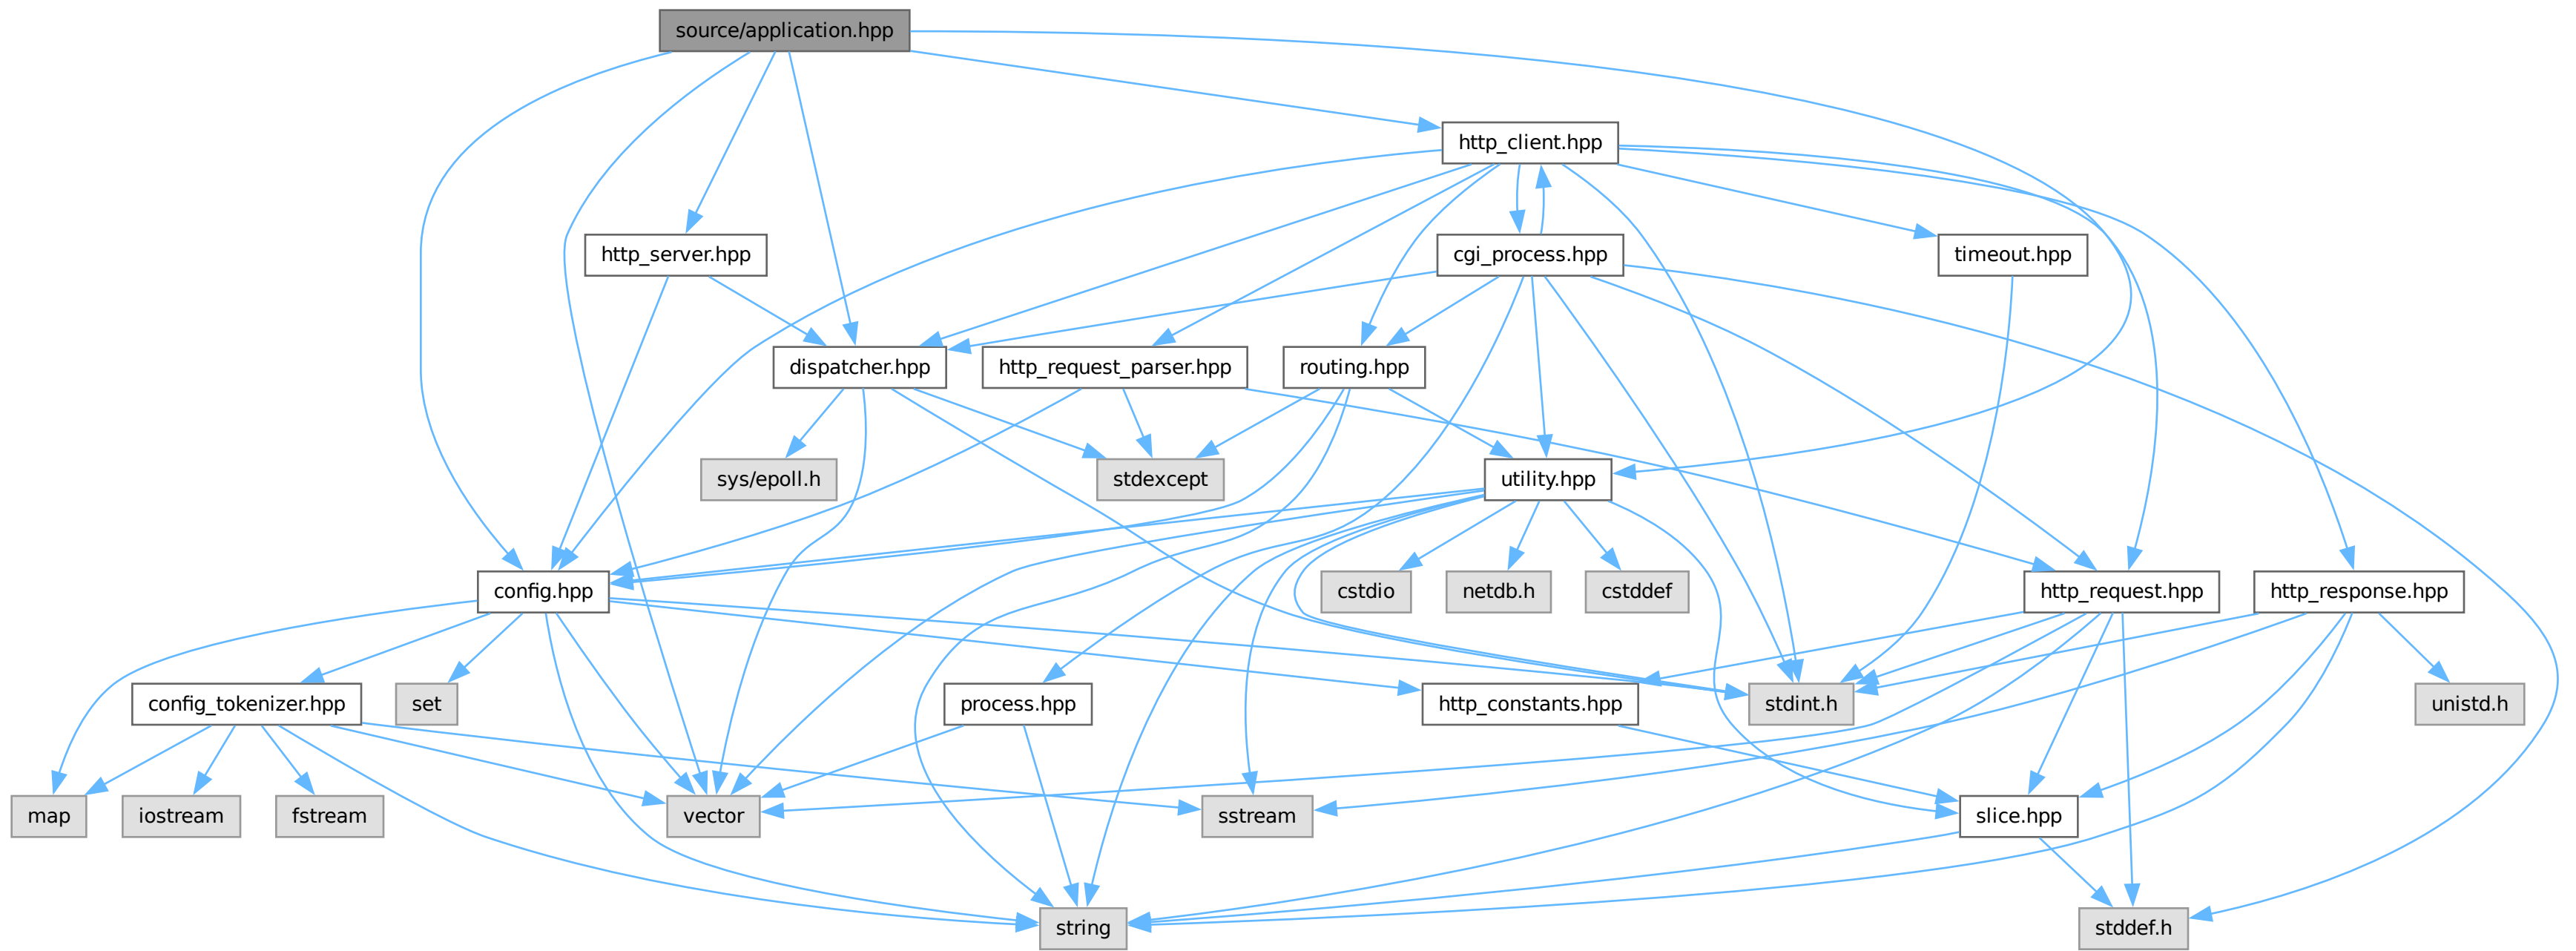 source/application.hpp
http_client.hpp
http_server.hpp
cgi_process.hpp
timeout.hpp
dispatcher.hpp
http_request_parser.hpp
routing.hpp
sys/epoll.h
stdexcept
utility.hpp
config.hpp
cstdio
netdb.h
cstddef
http_request.hpp
http_response.hpp
config_tokenizer.hpp
set
process.hpp
http_constants.hpp
stdint.h
unistd.h
map
iostream
fstream
vector
sstream
slice.hpp
string
stddef.h